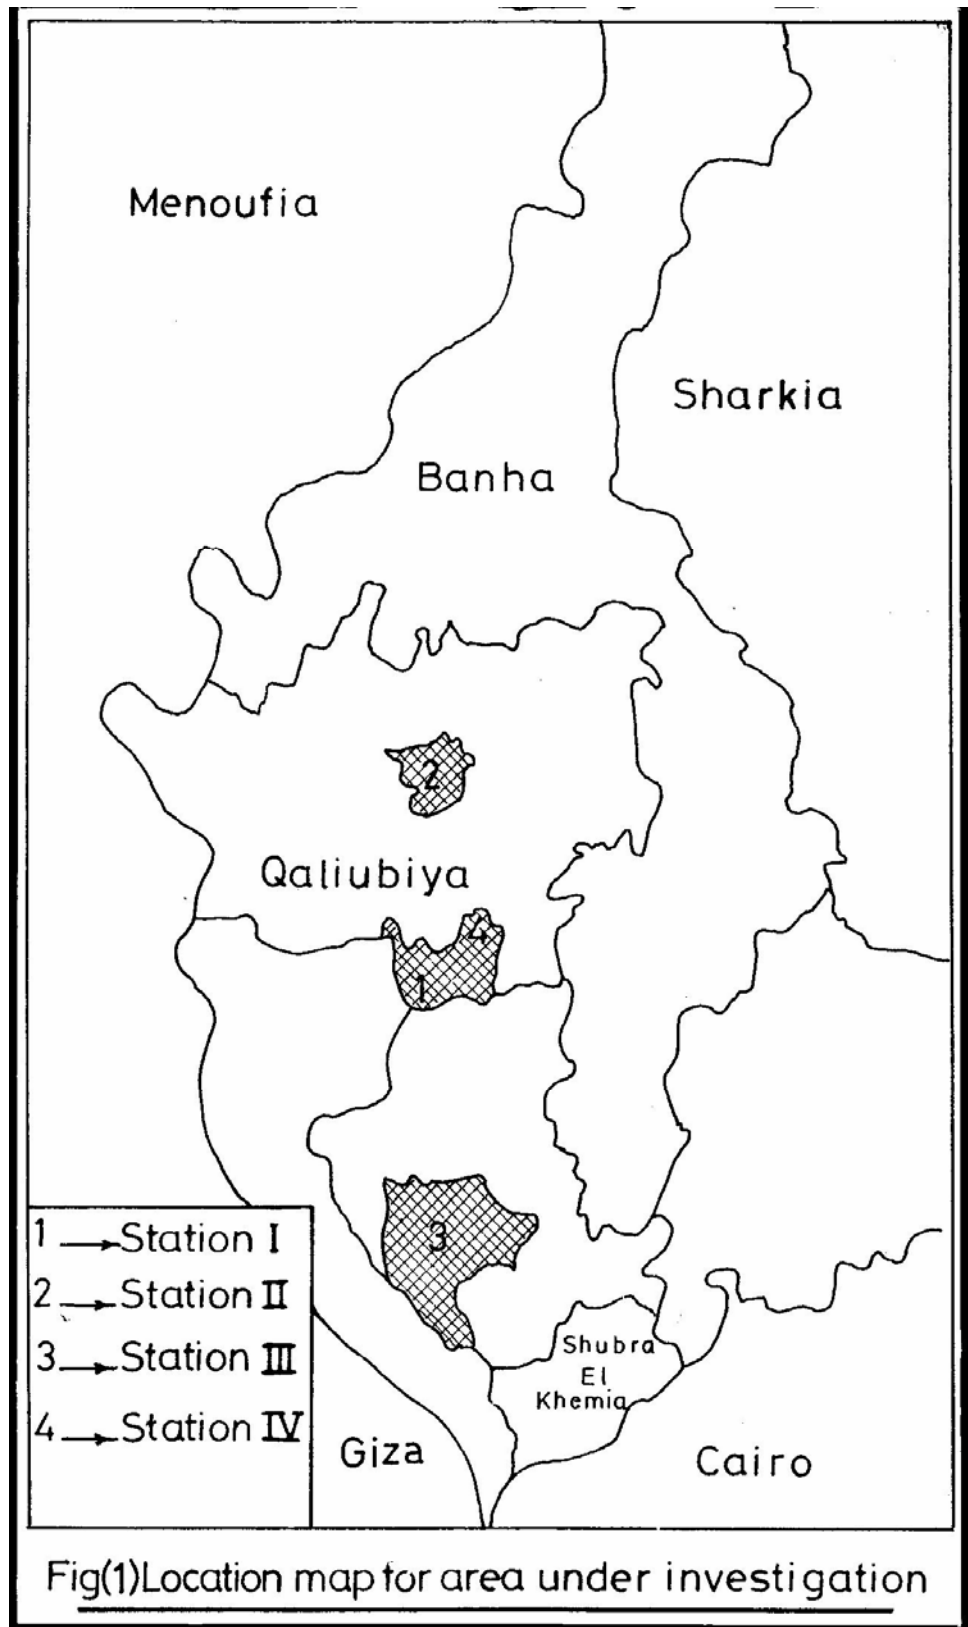 Menoufia
Sharkia
Banha
2
Qaliubiya
4
1
3
1 → Station I
2 → Station II
3 → Station III
4 → Station IV
Shubra
El
Khemia
Giza
Cairo
Fig(1)Location map for area under investigation